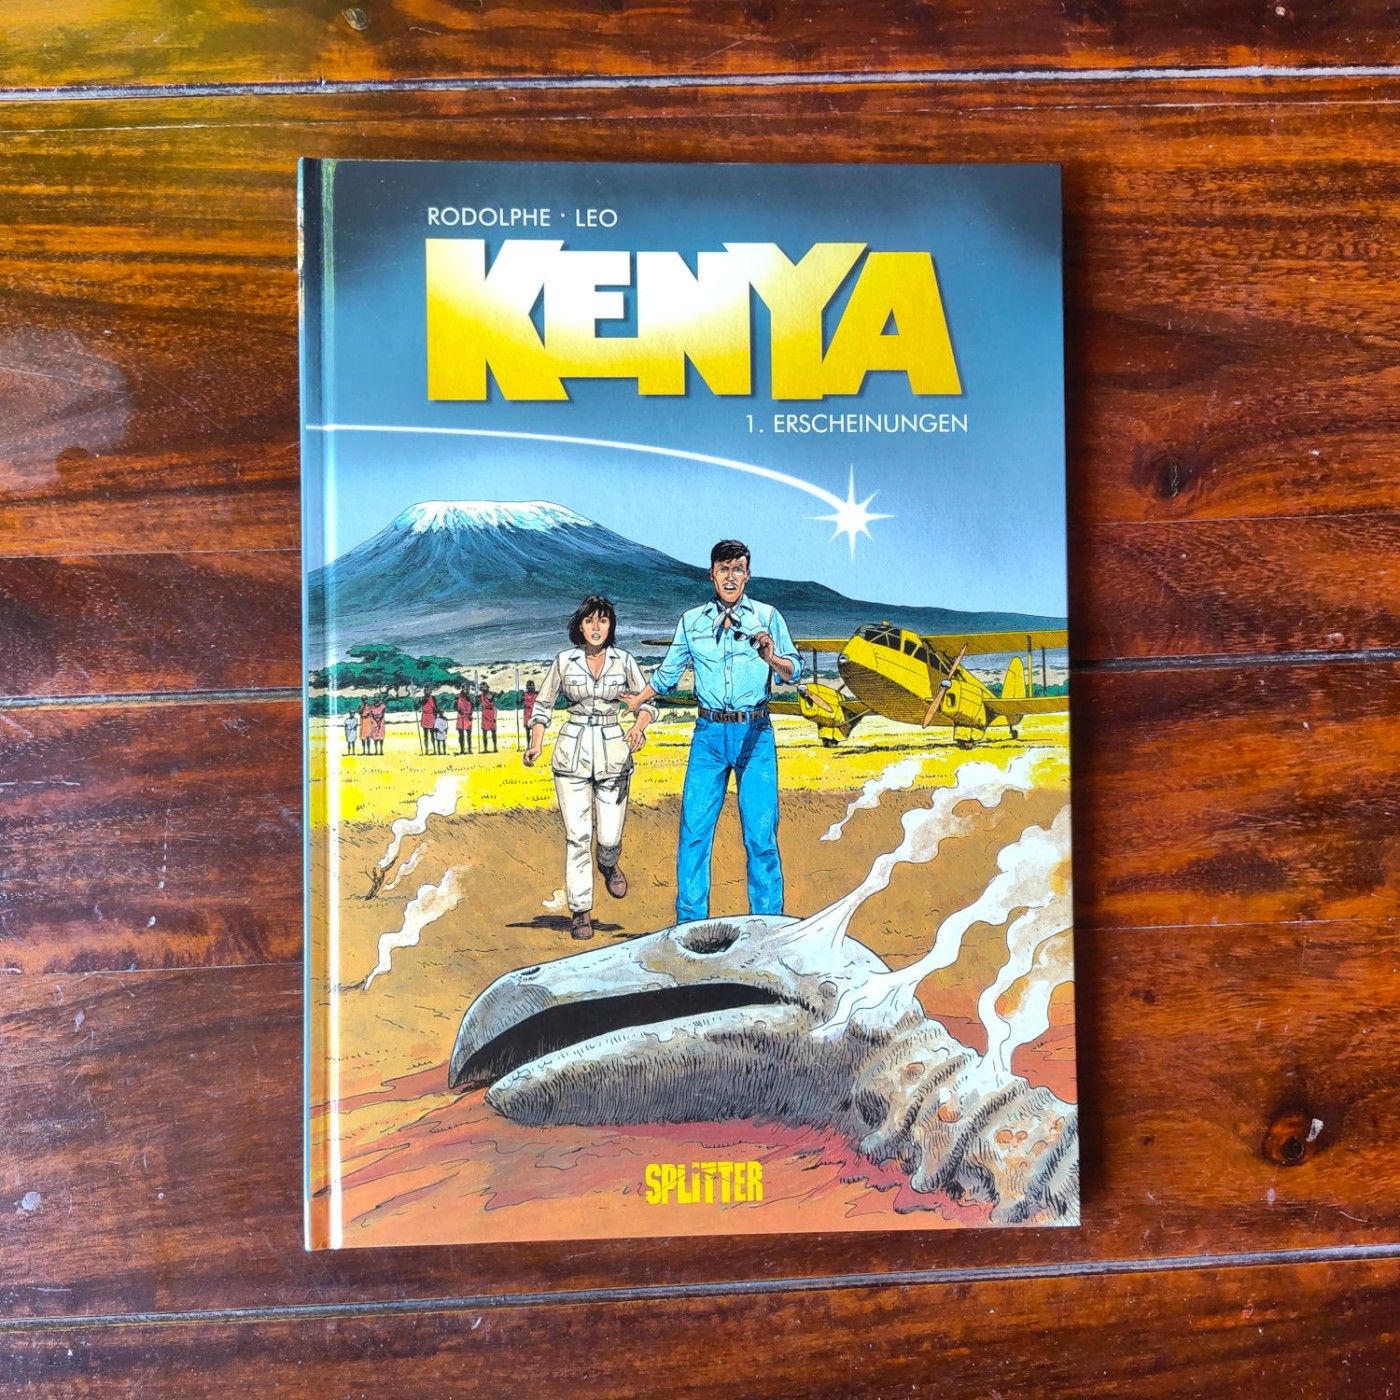 RODOLPHE · LEO
KENYA
1. ERSCHEINUNGEN
SPLITTER